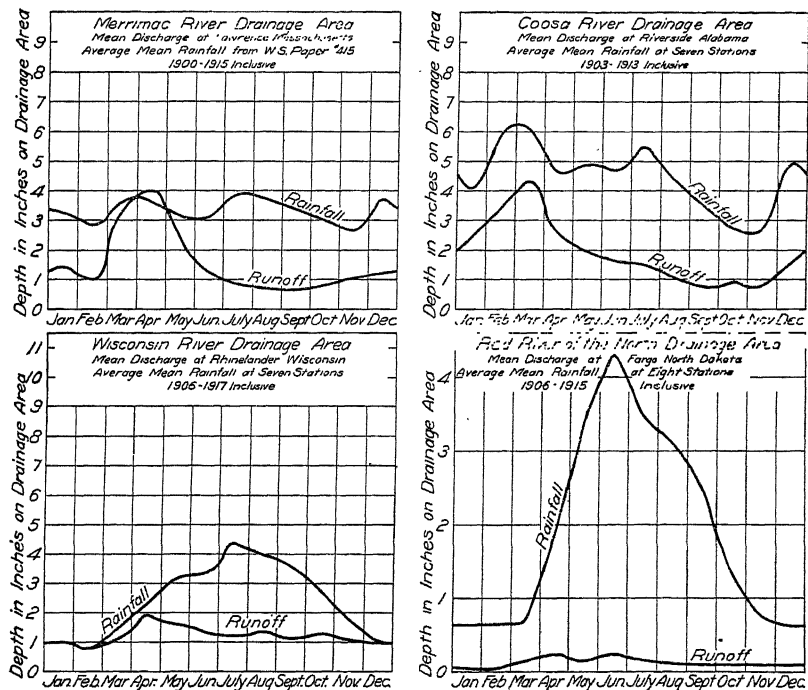 Merrimac River Drainage Area
Mean Discharge at Lawrence Massachusetts
Average Mean Rainfall from W.S. Paper #415
1900-1915 Inclusive
Depth in Inches on Drainage Area
9
8
7
6
5
4
3
2
1
0
Rainfall
Runoff
Jan. Feb. Mar. Apr. May Jun. July Aug Sept Oct Nov. Dec.
Coosa River Drainage Area
Mean Discharge at Riverside Alabama
Average Mean Rainfall at Seven Stations
1903-1913 Inclusive
Depth in Inches on Drainage Area
9
8
7
6
5
4
3
2
1
0
Rainfall
Runoff
Jan. Feb. Mar Apr. May. Jun. July Aug Sept Oct Nov Dec.
Wisconsin River Drainage Area
Mean Discharge at Rhinelander Wisconsin
Average Mean Rainfall at Seven Stations
1906-1917 Inclusive
Depth in Inches on Drainage Area
11
10
9
8
7
6
5
4
3
2
1
0
Rainfall
Runoff
Jan. Feb. Mar Apr. May Jun. July Aug. Sept. Oct. Nov. Dec.
Red River of the North Drainage Area
Mean Discharge at Fargo North Dakota
Average Mean Rainfall at Eight Stations
1906-1915 Inclusive
Depth in Inches on Drainage Area
4
3
2
1
0
Rainfall
Runoff
Jan. Feb. Mar. Apr. May Jun. July Aug. Sept. Oct. Nov. Dec.